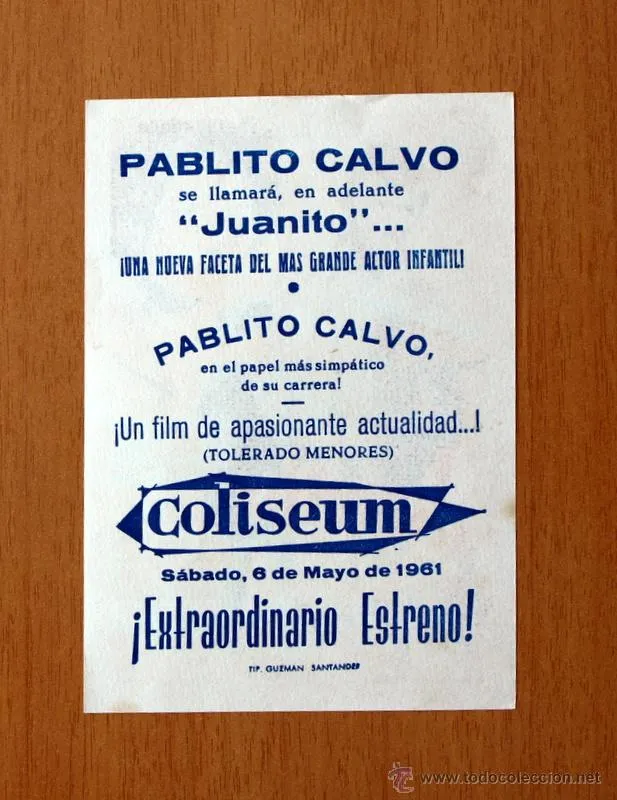 PABLITO CALVO
se llamará, en adelante
"Juanito"...
¡UNA NUEVA FACETA DEL MAS GRANDE ACTOR INFANTIL!
PABLITO CALVO,
en el papel más simpático
de su carrera!
¡Un film de apasionante actualidad...!
(TOLERADO MENORES)
Coliseum
Sábado, 6 de Mayo de 1961
¡Extraordinario Estreno!
TIP. GUZMAN SANTANDER
www.todocoleccion.net